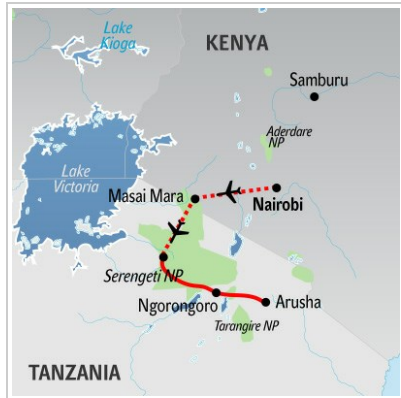 Lake
Kioga
KENYA
Samburu
Aderdare
NP
Lake
Victoria
Masai Mara
Nairobi
Serengeti NP
Ngorongoro
Arusha
Tarangire NP
TANZANIA